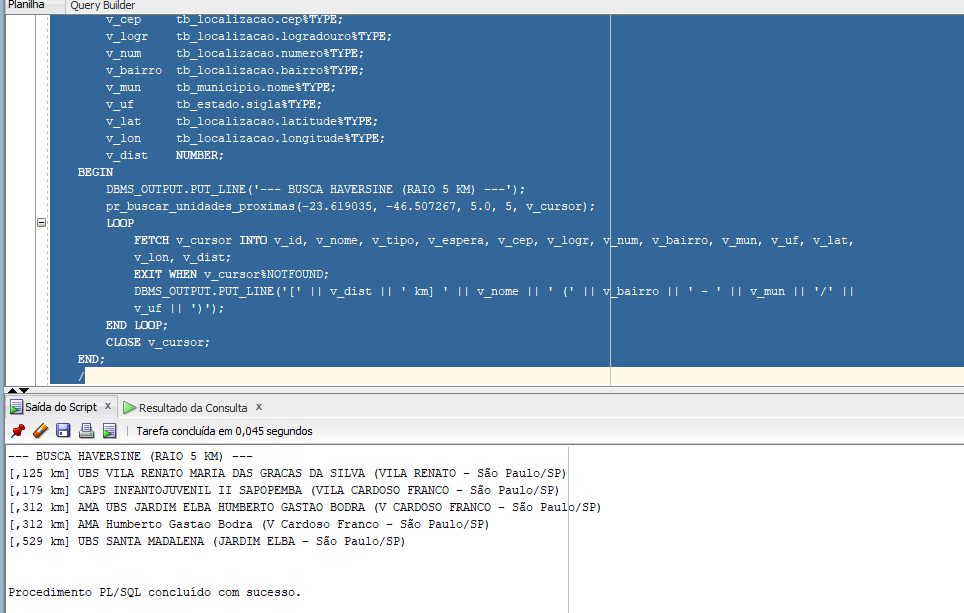 Planilha Query Builder
v_cep tb_localizacao.cep%TYPE;
v_logr tb_localizacao.logradouro%TYPE;
v_num tb_localizacao.numero%TYPE;
v_bairro tb_localizacao.bairro%TYPE;
v_mun tb_municipio.nome%TYPE;
v_uf tb_estado.sigla%TYPE;
v_lat tb_localizacao.latitude%TYPE;
v_lon tb_localizacao.longitude%TYPE;
v_dist NUMBER;
BEGIN
DBMS_OUTPUT.PUT_LINE('--- BUSCA HAVERSINE (RAIO 5 KM) ---');
pr_buscar_unidades_proximas(-23.619035, -46.507267, 5.0, 5, v_cursor);
LOOP
FETCH v_cursor INTO v_id, v_nome, v_tipo, v_espera, v_cep, v_logr, v_num, v_bairro, v_mun, v_uf, v_lat,
v_lon, v_dist;
EXIT WHEN v_cursor%NOTFOUND;
DBMS_OUTPUT.PUT_LINE('[' || v_dist || ' km] ' || v_nome || ' (' || v_bairro || ' - ' || v_mun || '/' ||
v_uf || ')');
END LOOP;
CLOSE v_cursor;
END;
/
Saída do Script x Resultado da Consulta x
Tarefa concluída em 0,045 segundos
--- BUSCA HAVERSINE (RAIO 5 KM) ---
[,125 km] UBS VILA RENATO MARIA DAS GRACAS DA SILVA (VILA RENATO - São Paulo/SP)
[,179 km] CAPS INFANTOJUVENIL II SAPOPEMBA (VILA CARDOSO FRANCO - São Paulo/SP)
[,312 km] AMA UBS JARDIM ELBA HUMBERTO GASTAO BODRA (V CARDOSO FRANCO - São Paulo/SP)
[,312 km] AMA Humberto Gastao Bodra (V Cardoso Franco - São Paulo/SP)
[,529 km] UBS SANTA MADALENA (JARDIM ELBA - São Paulo/SP)
Procedimento PL/SQL concluído com sucesso.